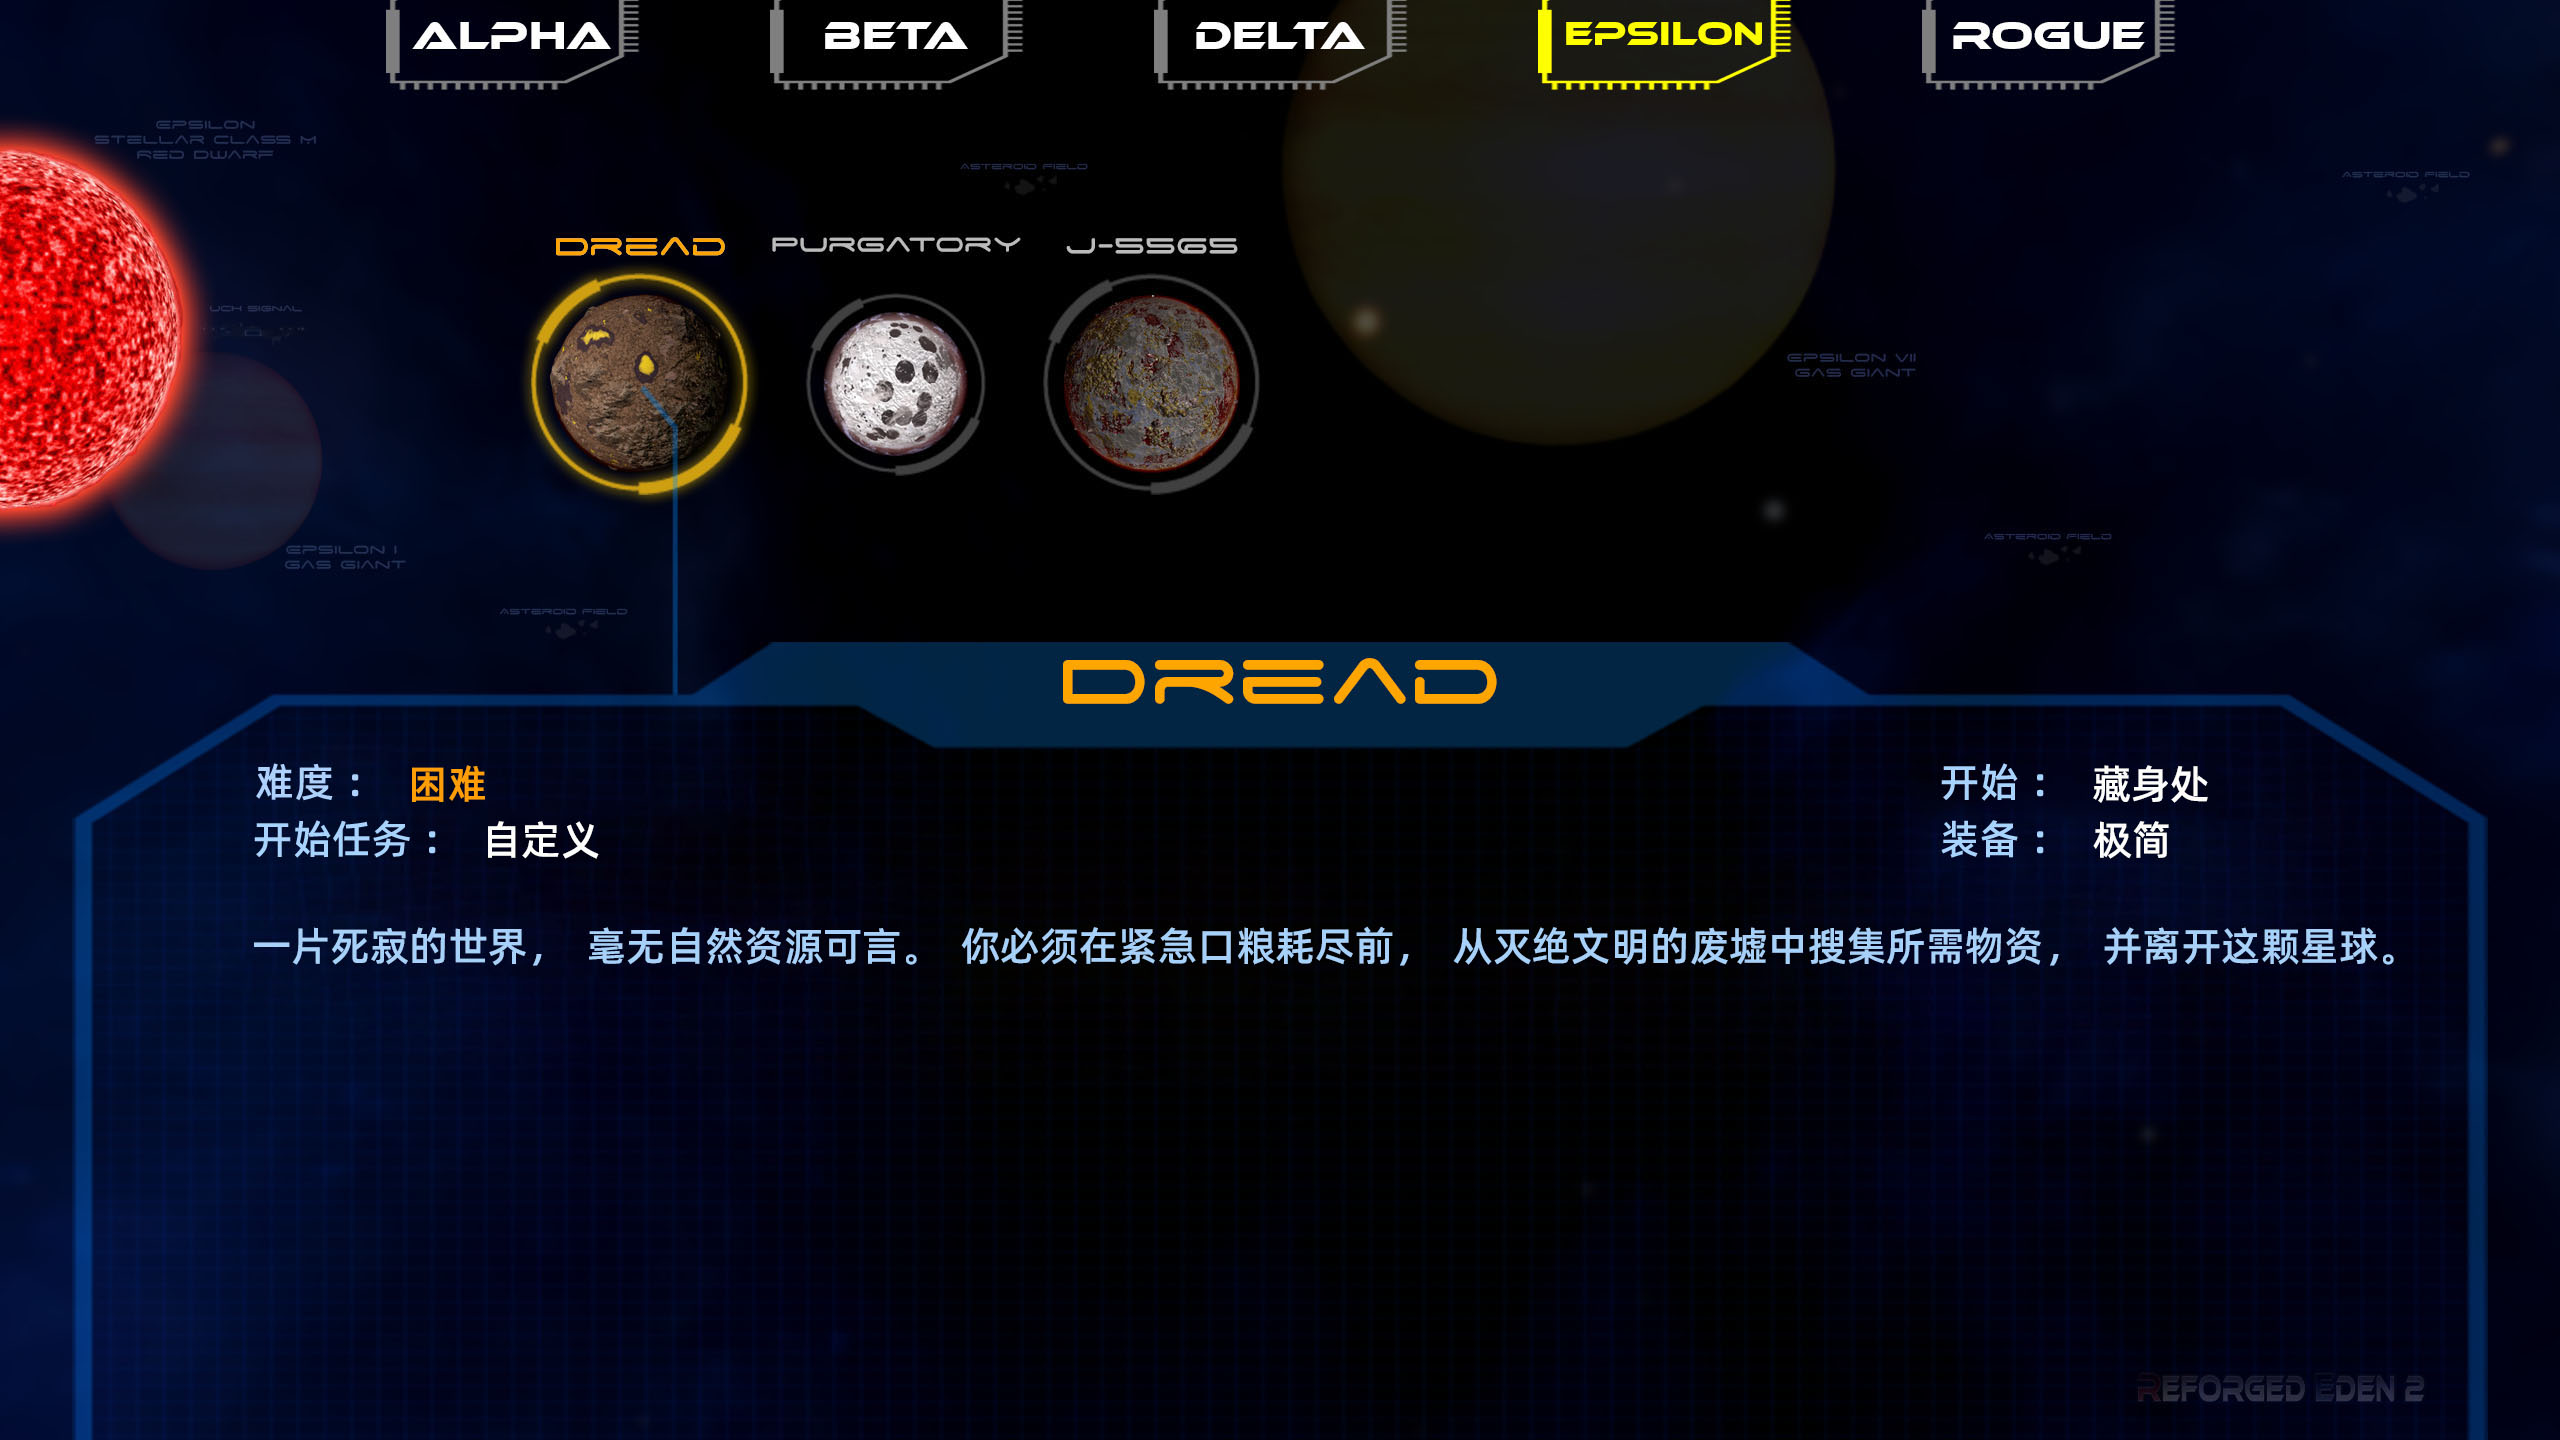 ALPHA
BETA
DELTA
EPSILON
ROGUE
EPSILON
STELLAR CLASS M
RED DWARF
ASTEROID FIELD
ASTEROID FIELD
DREAD
PURGATORY
J-5565
UCH SIGNAL
EPSILON VII
GAS GIANT
EPSILON I
GAS GIANT
ASTEROID FIELD
ASTEROID FIELD
DREAD
难度： 困难
开始： 藏身处
开始任务： 自定义
装备： 极简
一片死寂的世界， 毫无自然资源可言。 你必须在紧急口粮耗尽前， 从灭绝文明的废墟中搜集所需物资， 并离开这颗星球。
REFORGED EDEN 2